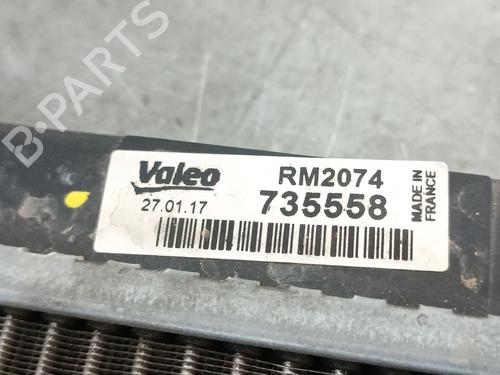 B-PARTS
Valeo RM2074
27.01.17 735558
MADE IN
FRANCE